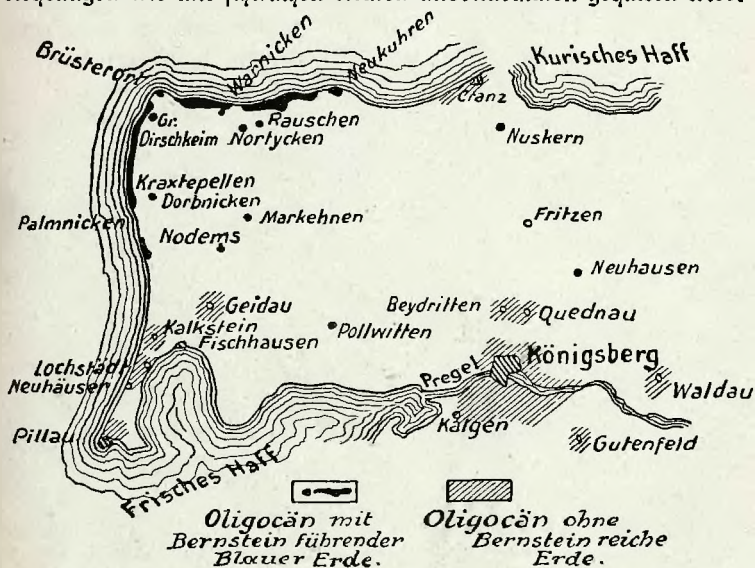 Kurisches Haff
Brüsterort
Warnicken
Neukuhren
Cranz
Gr.
Dirschkeim
Rauschen
Nortycken
Nuskern
Kraxtepellen
Dorbnicken
Palmnicken
Markehnen
Fritzen
Nodems
Neuhausen
Geidau
Beydritten
Quednau
Kalkstein
Pollwitten
Fischhausen
Lochstädt
Neuhäuser
Pregel
Königsberg
Waldau
Pillau
Kalgen
Gutenfeld
Frisches Haff
Oligocän mit
Bernstein führender
Blauer Erde.
Oligocän ohne
Bernstein reiche
Erde.